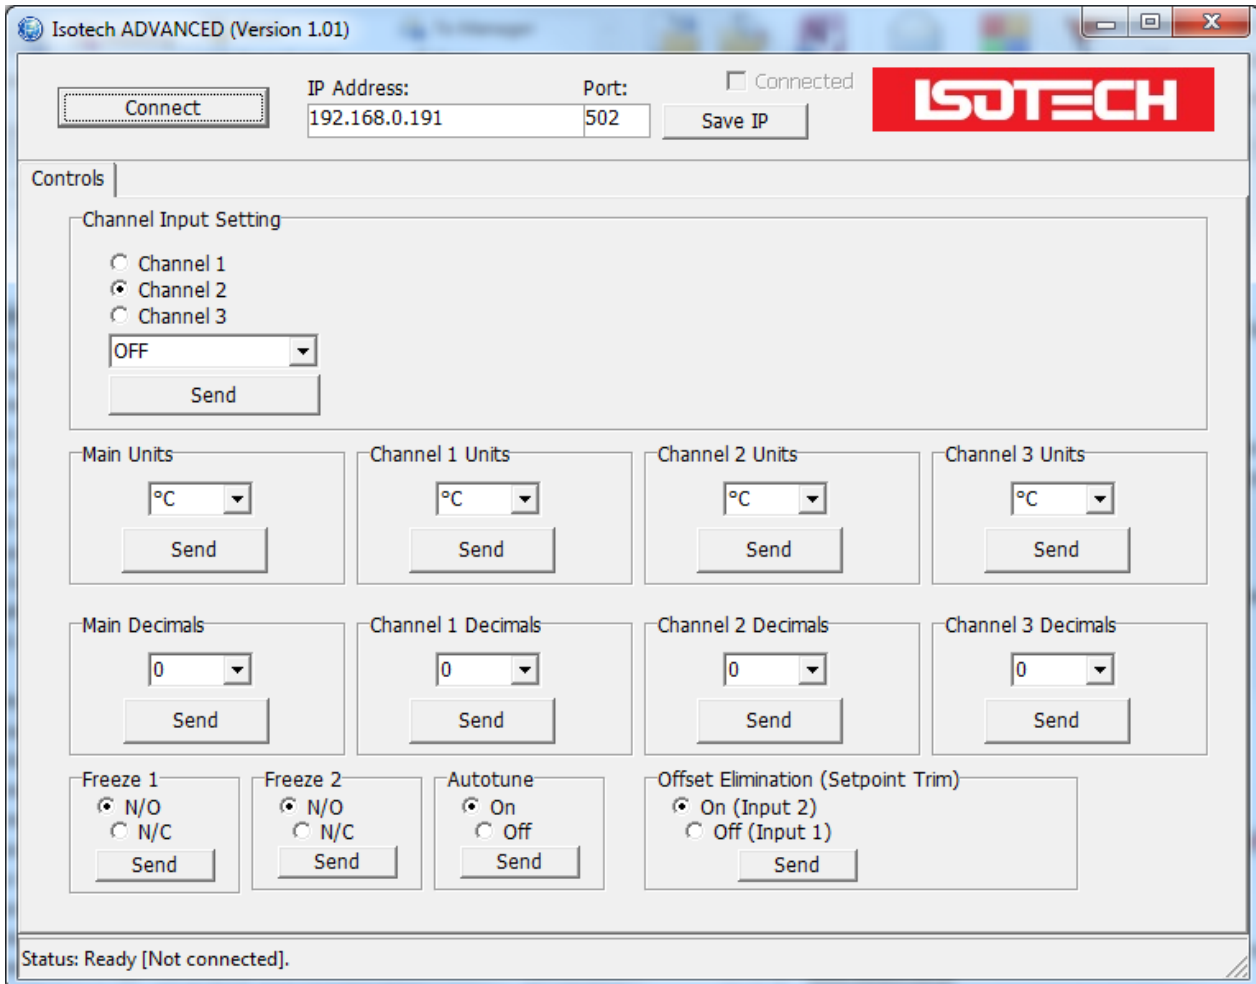 Isotech ADVANCED (Version 1.01)
Connect
IP Address:
192.168.0.191
Port:
502
Connected
Save IP
ISOTECH
Controls
Channel Input Setting
Channel 1
Channel 2
Channel 3
OFF
Send
Main Units
Channel 1 Units
Channel 2 Units
Channel 3 Units
°C
°C
°C
°C
Send
Send
Send
Send
Main Decimals
Channel 1 Decimals
Channel 2 Decimals
Channel 3 Decimals
0
0
0
0
Send
Send
Send
Send
Freeze 1
N/O
N/C
Send
Freeze 2
N/O
N/C
Send
Autotune
On
Off
Send
Offset Elimination (Setpoint Trim)
On (Input 2)
Off (Input 1)
Send
Status: Ready [Not connected].